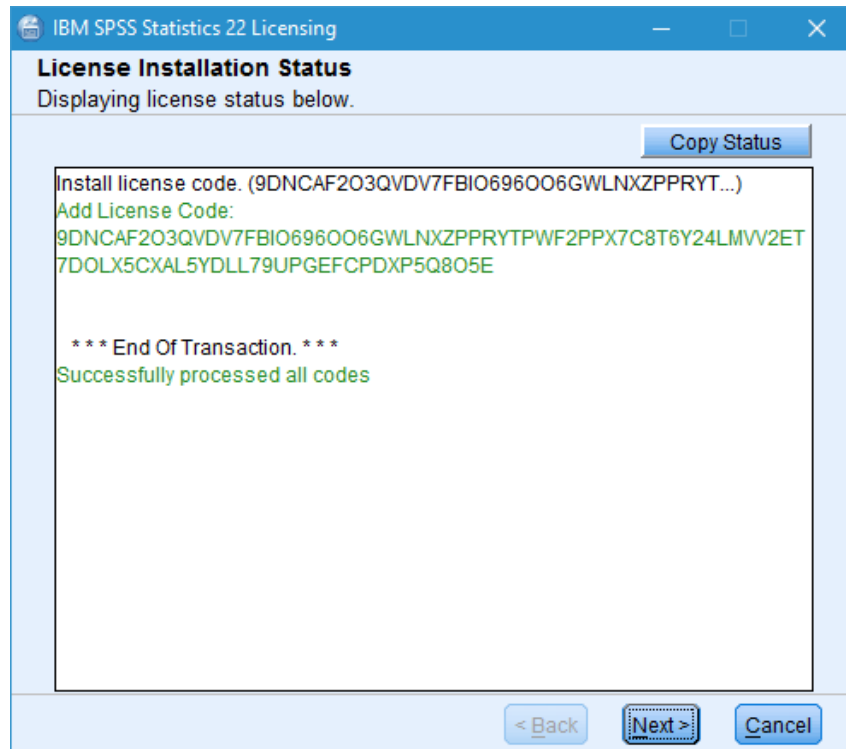 IBM SPSS Statistics 22 Licensing
License Installation Status
Displaying license status below.
Copy Status
Install license code. (9DNCAF2O3QVDV7FBIO696OO6GWLNXZPPRYT...)
Add License Code:
9DNCAF2O3QVDV7FBIO696OO6GWLNXZPPRYTPWF2PPX7C8T6Y24LMVV2ET
7DOLX5CXAL5YDLL79UPGEFCPDXP5Q8O5E
* * * End Of Transaction. * * *
Successfully processed all codes
< Back
Next >
Cancel